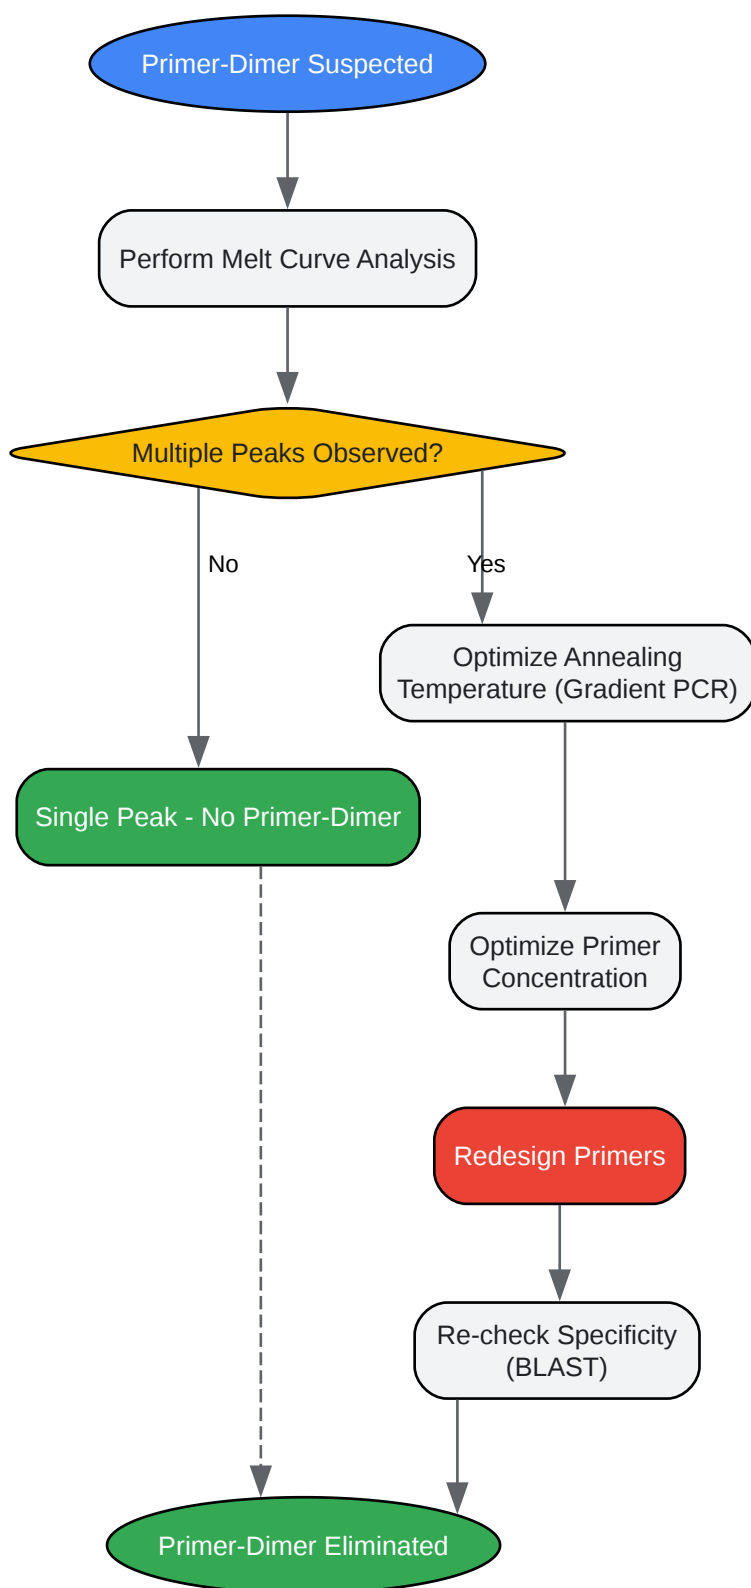 Primer-Dimer Suspected
Perform Melt Curve Analysis
Multiple Peaks Observed?
No
Yes
Optimize Annealing
Temperature (Gradient PCR)
Single Peak - No Primer-Dimer
Optimize Primer
Concentration
Redesign Primers
Re-check Specificity
(BLAST)
Primer-Dimer Eliminated